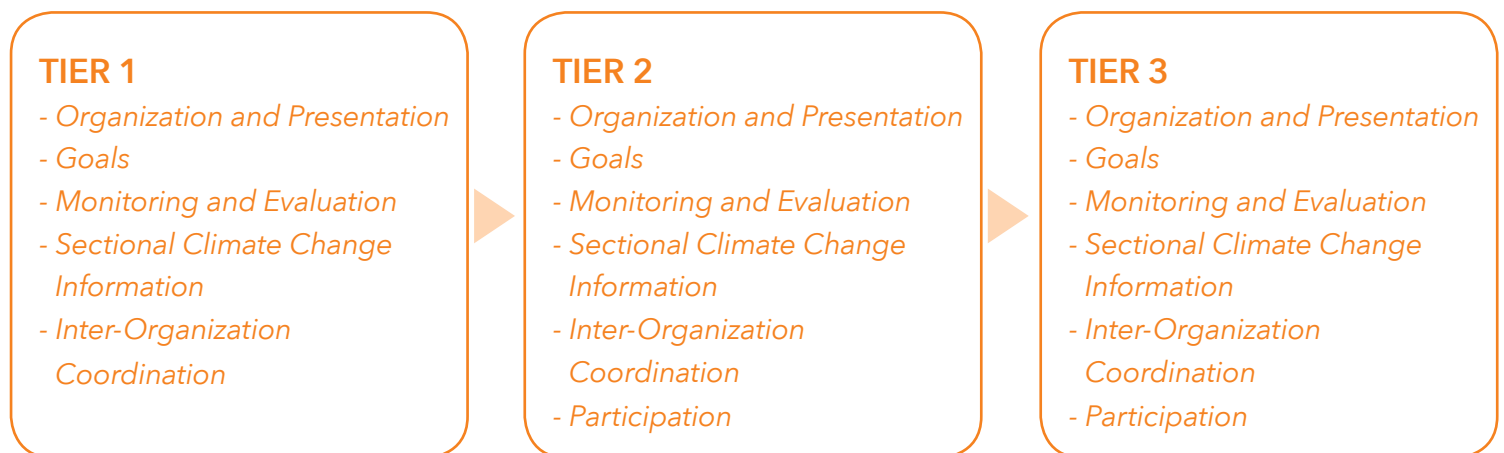 TIER 1
- Organization and Presentation
- Goals
- Monitoring and Evaluation
- Sectional Climate Change
Information
- Inter-Organization
Coordination
TIER 2
- Organization and Presentation
- Goals
- Monitoring and Evaluation
- Sectional Climate Change
Information
- Inter-Organization
Coordination
- Participation
TIER 3
- Organization and Presentation
- Goals
- Monitoring and Evaluation
- Sectional Climate Change
Information
- Inter-Organization
Coordination
- Participation